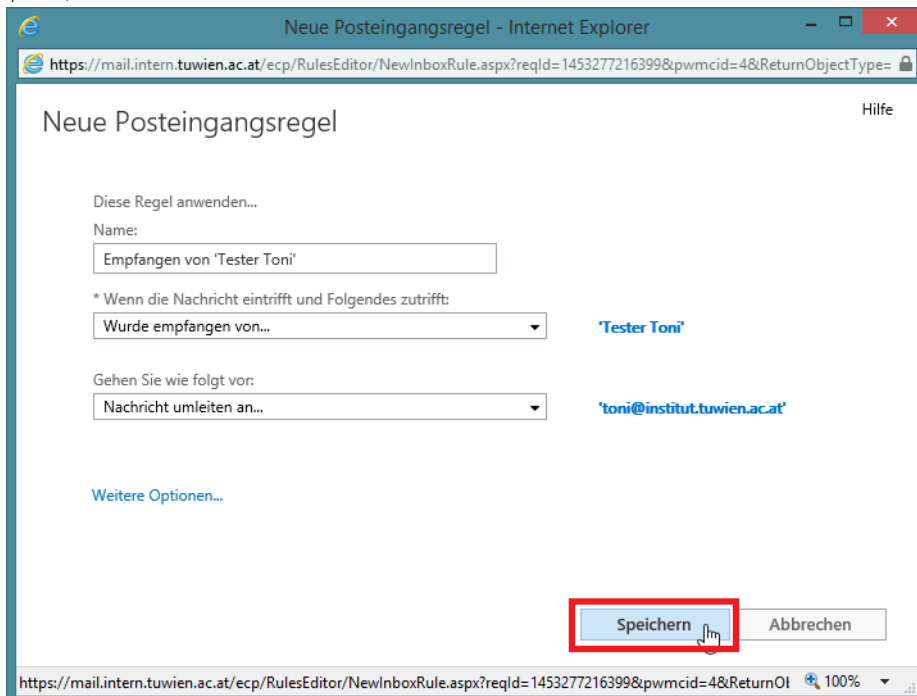 Neue Posteingangsregel - Internet Explorer
https://mail.intern.tuwien.ac.at/ecp/RulesEditor/NewInboxRule.aspx?reqId=1453277216399&pwmcid=4&ReturnObjectType=
Hilfe
Neue Posteingangsregel
Diese Regel anwenden...
Name:
Empfangen von 'Tester Toni'
* Wenn die Nachricht eintrifft und Folgendes zutrifft:
Wurde empfangen von... 'Tester Toni'
Gehen Sie wie folgt vor:
Nachricht umleiten an... 'toni@institut.tuwien.ac.at'
Weitere Optionen...
Speichern Abbrechen
https://mail.intern.tuwien.ac.at/ecp/RulesEditor/NewInboxRule.aspx?reqId=1453277216399&pwmcid=4&ReturnOb 100%